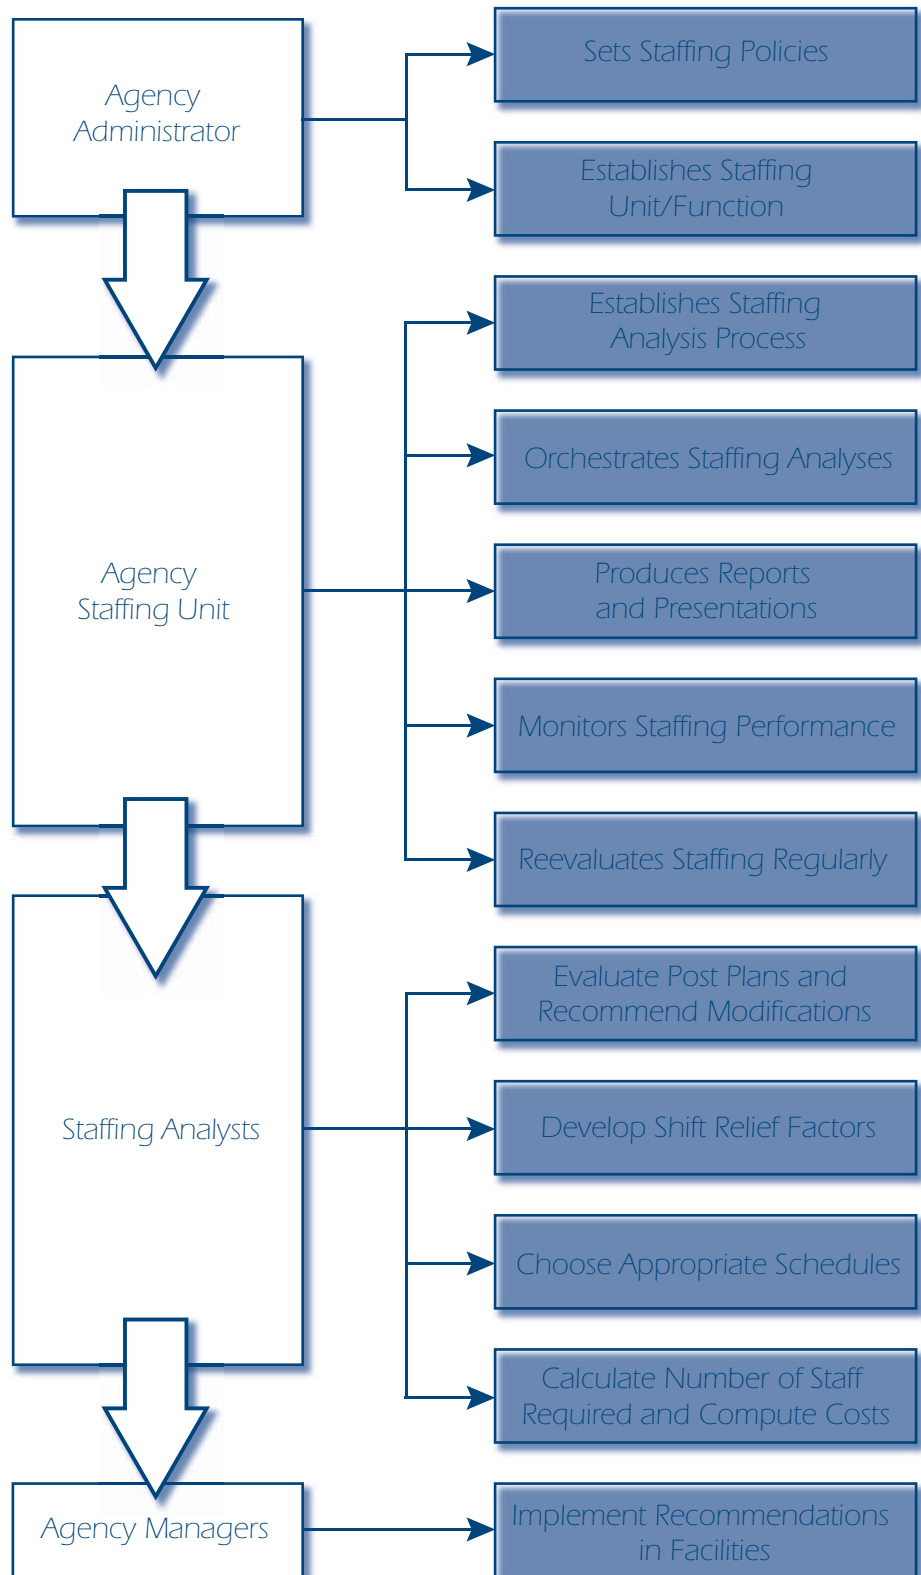 Agency
Administrator
Sets Staffing Policies
Establishes Staffing
Unit/Function
Agency
Staffing Unit
Establishes Staffing
Analysis Process
Orchestrates Staffing Analyses
Produces Reports
and Presentations
Monitors Staffing Performance
Reevaluates Staffing Regularly
Staffing Analysts
Evaluate Post Plans and
Recommend Modifications
Develop Shift Relief Factors
Choose Appropriate Schedules
Calculate Number of Staff
Required and Compute Costs
Agency Managers
Implement Recommendations
in Facilities